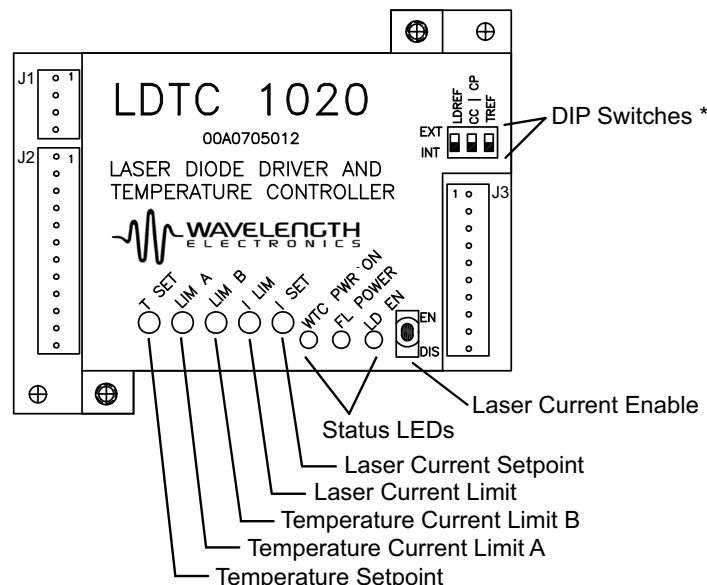 J1
1
LDTC 1020
00A0705012
LASER DIODE DRIVER AND
TEMPERATURE CONTROLLER
WAVELENGTH
ELECTRONICS
LDREF
CC | CP
TREF
EXT
INT
DIP Switches *
J2
1
1
J3
T SET
LIM A
LIM B
I LIM
I SET
WTC PWR ON
FL POWER
LD EN
EN
DIS
Laser Current Enable
Status LEDs
Laser Current Setpoint
Laser Current Limit
Temperature Current Limit B
Temperature Current Limit A
Temperature Setpoint